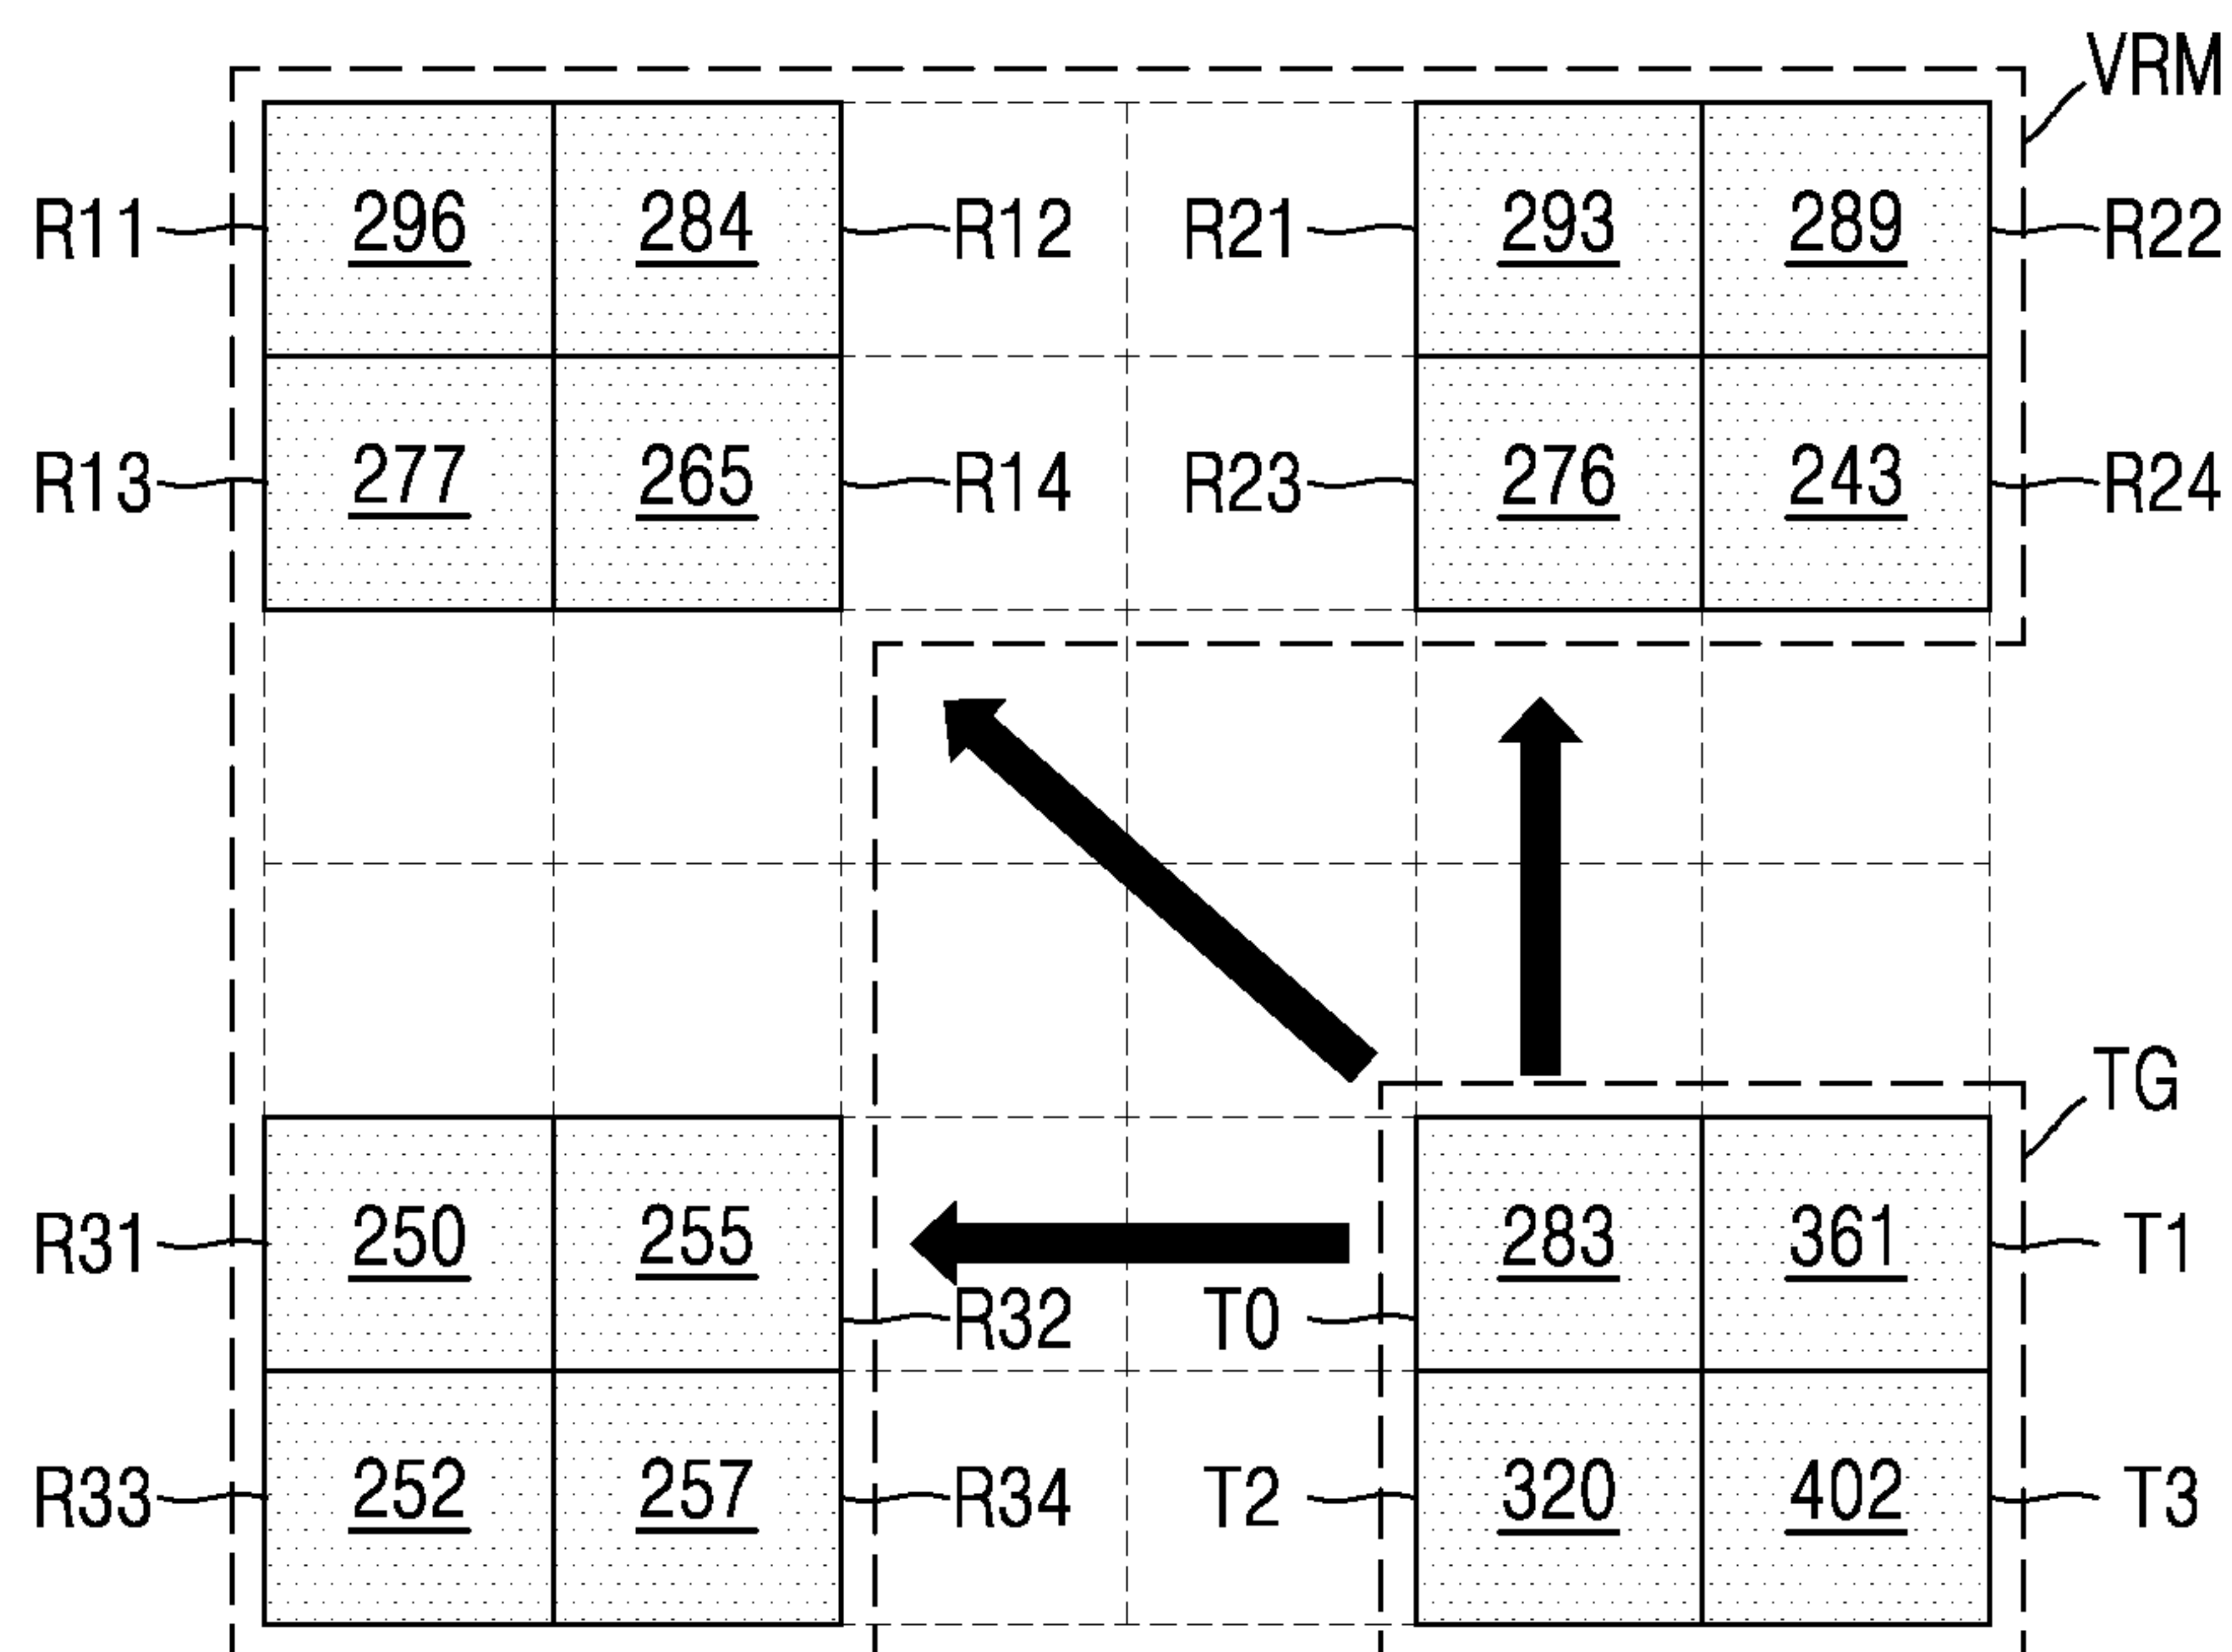 VRM
R11 296 284 R12 R21 293 289 R22
R13 277 265 R14 R23 276 243 R24
TG
R31 250 255 283 361 T1
R32 T0
R33 252 257 R34 T2 320 402 T3